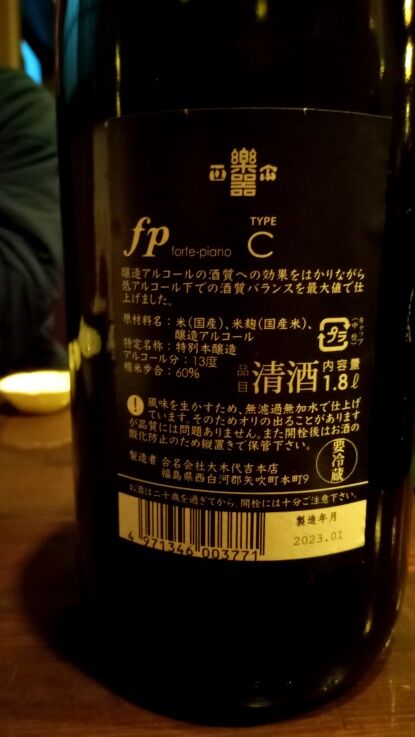 樂器
正宗
fp forte-piano TYPE C
醸造アルコールの酒質への効果をはかりながら
低アルコール下での酒質バランスを最大値で仕
上げました。
原材料名：米(国産)、米麹(国産米)、
醸造アルコール
特定名称：特別本醸造
アルコール分：13度
精米歩合：60%
プラ
キャップ
中栓
品目 清酒
内容量
1.8ℓ
風味を生かすため、無濾過無加水で仕上げ
ています。そのためオリの出ることがあります
が品質には問題ありません。また開栓後はお酒の
酸化防止のため縦置きで保管下さい。
要冷蔵
製造者 合名会社大木代吉本店
福島県西白河郡矢吹町本町9
お酒は二十歳を過ぎてから、開栓には十分ご注意下さい。
4 971346 003771
製造年月
2023.01